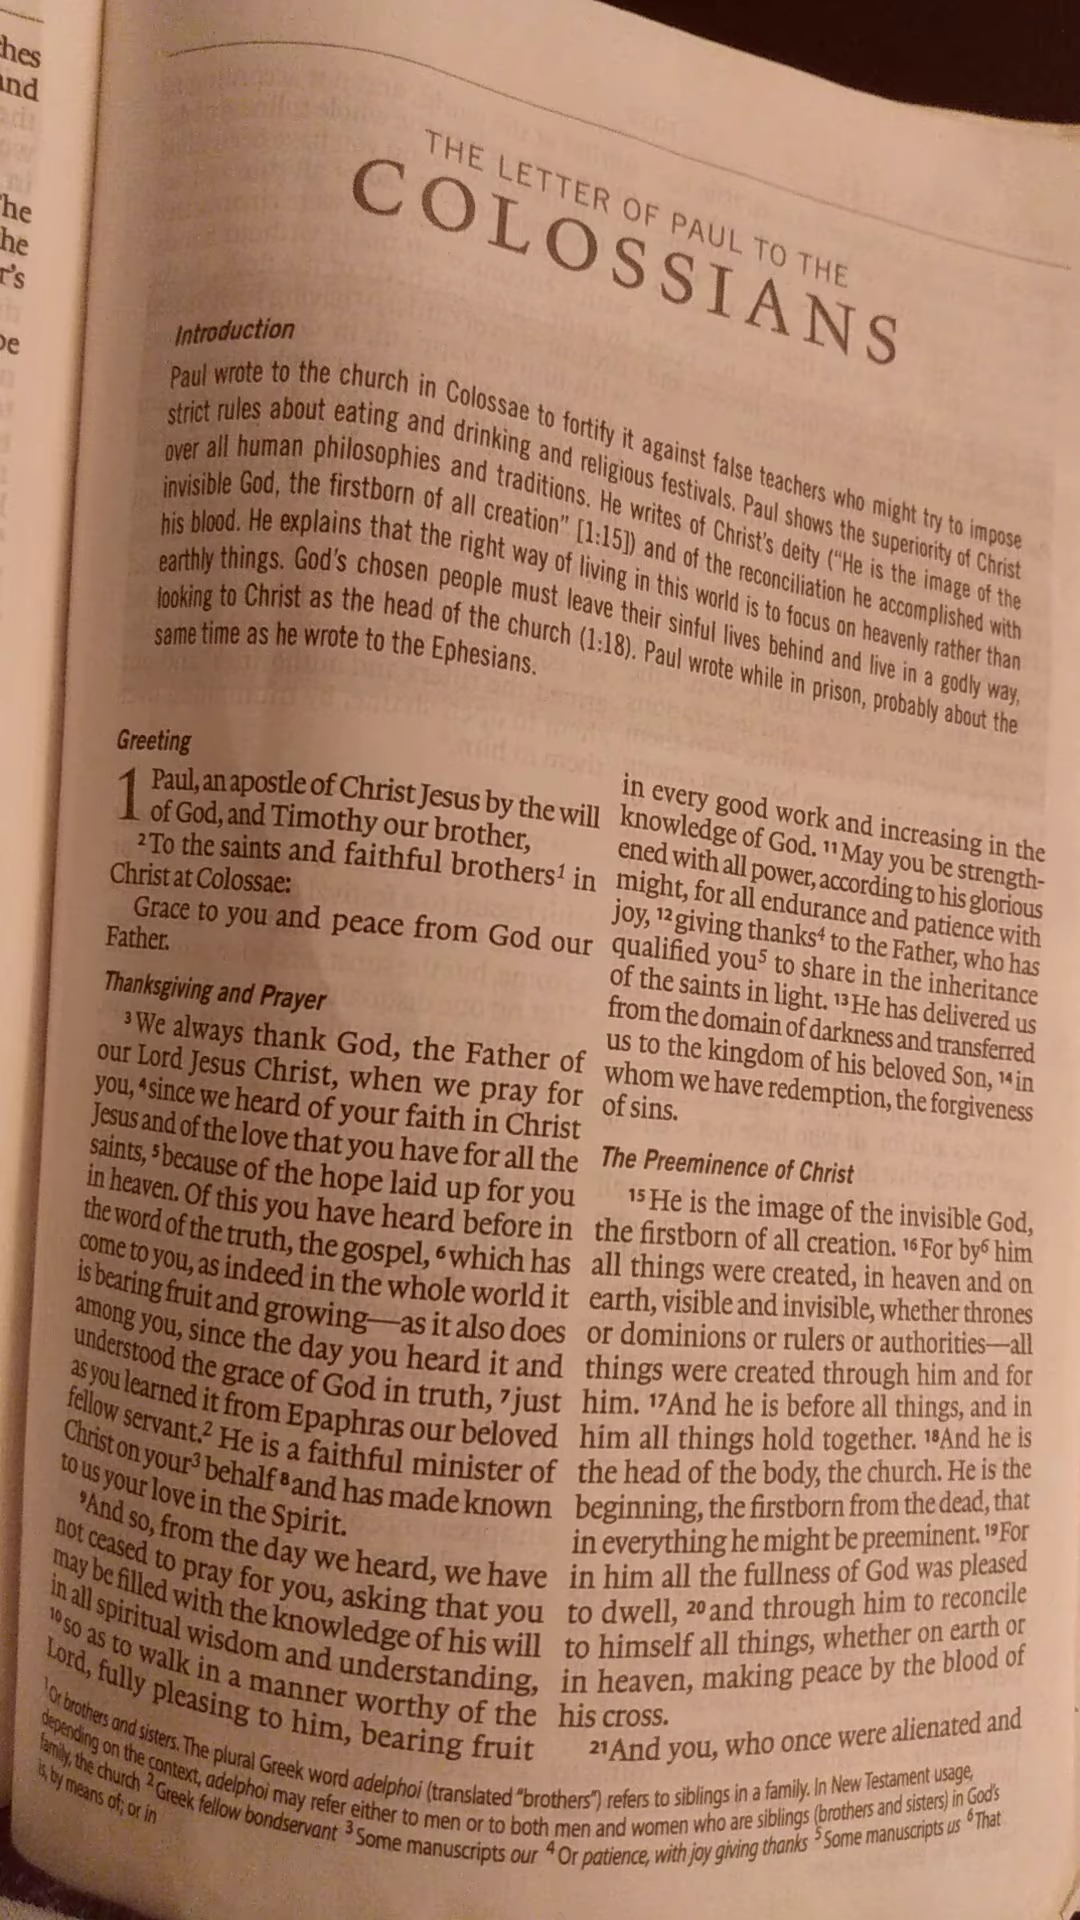 hes
and
The
he
r's
be
THE LETTER OF PAUL TO THE
COLOSSIANS
Introduction
Paul wrote to the church in Colossae to fortify it against false teachers who might try to impose
strict rules about eating and drinking and religious festivals. Paul shows the superiority of Christ
over all human philosophies and traditions. He writes of Christ's deity (“He is the image of the
invisible God, the firstborn of all creation” [1:15]) and of the reconciliation he accomplished with
his blood. He explains that the right way of living in this world is to focus on heavenly rather than
earthly things. God's chosen people must leave their sinful lives behind and live in a godly way,
looking to Christ as the head of the church (1:18). Paul wrote while in prison, probably about the
same time as he wrote to the Ephesians.
Greeting
1 Paul, an apostle of Christ Jesus by the will
of God, and Timothy our brother,
2 To the saints and faithful brothers1 in
Christ at Colossae:
Grace to you and peace from God our
Father.
Thanksgiving and Prayer
3 We always thank God, the Father of
our Lord Jesus Christ, when we pray for
you, 4 since we heard of your faith in Christ
Jesus and of the love that you have for all the
saints, 5 because of the hope laid up for you
in heaven. Of this you have heard before in
the word of the truth, the gospel, 6 which has
come to you, as indeed in the whole world it
is bearing fruit and growing—as it also does
among you, since the day you heard it and
understood the grace of God in truth, 7 just
as you learned it from Epaphras our beloved
fellow servant.2 He is a faithful minister of
Christ on your3 behalf 8 and has made known
to us your love in the Spirit.
9 And so, from the day we heard, we have
not ceased to pray for you, asking that you
may be filled with the knowledge of his will
in all spiritual wisdom and understanding,
10 so as to walk in a manner worthy of the
Lord, fully pleasing to him, bearing fruit
in every good work and increasing in the
knowledge of God. 11 May you be strength-
ened with all power, according to his glorious
might, for all endurance and patience with
joy, 12 giving thanks4 to the Father, who has
qualified you5 to share in the inheritance
of the saints in light. 13 He has delivered us
from the domain of darkness and transferred
us to the kingdom of his beloved Son, 14 in
whom we have redemption, the forgiveness
of sins.
The Preeminence of Christ
15 He is the image of the invisible God,
the firstborn of all creation. 16 For by6 him
all things were created, in heaven and on
earth, visible and invisible, whether thrones
or dominions or rulers or authorities—all
things were created through him and for
him. 17 And he is before all things, and in
him all things hold together. 18 And he is
the head of the body, the church. He is the
beginning, the firstborn from the dead, that
in everything he might be preeminent. 19 For
in him all the fullness of God was pleased
to dwell, 20 and through him to reconcile
to himself all things, whether on earth or
in heaven, making peace by the blood of
his cross.
21 And you, who once were alienated and
1 Or brothers and sisters. The plural Greek word adelphoi (translated “brothers”) refers to siblings in a family. In New Testament usage,
depending on the context, adelphoi may refer either to men or to both men and women who are siblings (brothers and sisters) in God's
family, the church 2 Greek fellow bondservant 3 Some manuscripts our 4 Or patience, with joy giving thanks 5 Some manuscripts us 6 That
is, by means of; or in